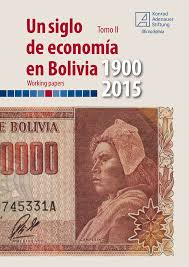 Un siglo
Tomo II
de economía
en Bolivia 1900
Working papers
2015
Konrad
Adenauer
Stiftung
DE BOLIVIA
0000
745331A